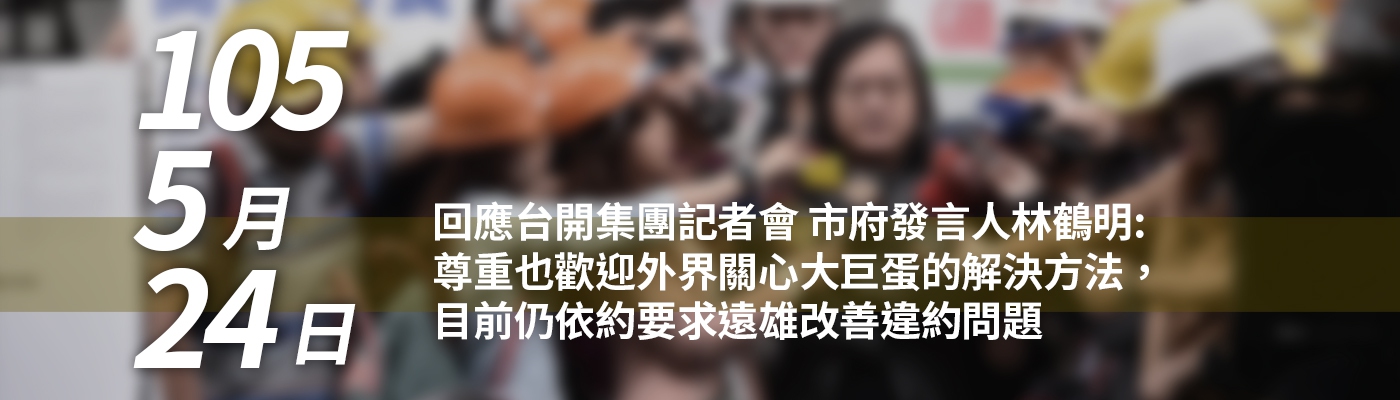 105
5月
24日
回應台開集團記者會 市府發言人林鶴明:
尊重也歡迎外界關心大巨蛋的解決方法，
目前仍依約要求遠雄改善違約問題